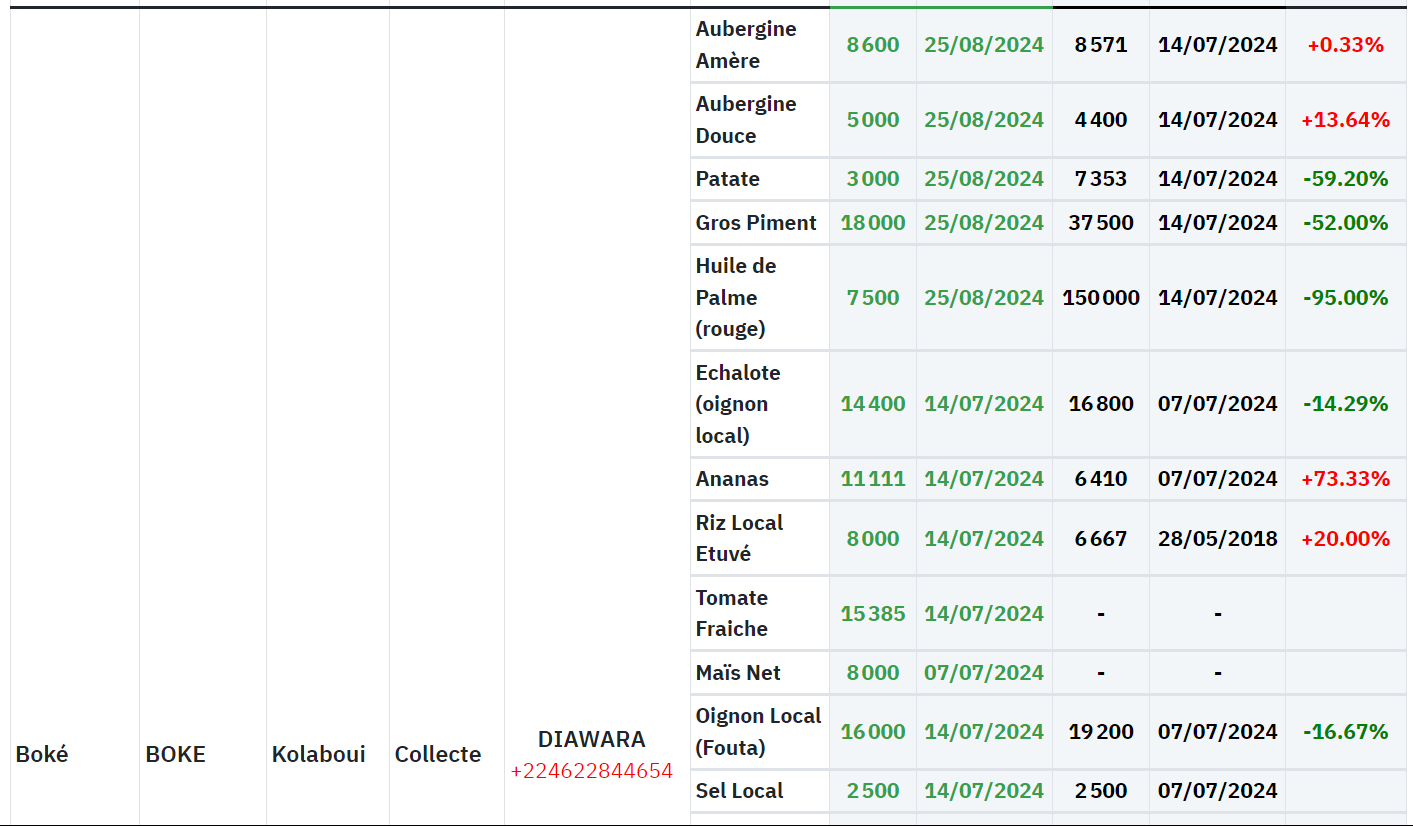 Aubergine
Amère
8 600 25/08/2024 8 571 14/07/2024 +0.33%
Aubergine
Douce
5 000 25/08/2024 4 400 14/07/2024 +13.64%
Patate 3 000 25/08/2024 7 353 14/07/2024 -59.20%
Gros Piment 18 000 25/08/2024 37 500 14/07/2024 -52.00%
Huile de
Palme
(rouge)
7 500 25/08/2024 150 000 14/07/2024 -95.00%
Echalote
(oignon
local)
14 400 14/07/2024 16 800 07/07/2024 -14.29%
Ananas 11 111 14/07/2024 6 410 07/07/2024 +73.33%
Riz Local
Etuvé
8 000 14/07/2024 6 667 28/05/2018 +20.00%
Tomate
Fraiche
15 385 14/07/2024 - -
Maïs Net 8 000 07/07/2024 - -
Oignon Local
(Fouta)
16 000 14/07/2024 19 200 07/07/2024 -16.67%
Boké BOKE Kolaboui Collecte
DIAWARA
+224622844654
Sel Local 2 500 14/07/2024 2 500 07/07/2024